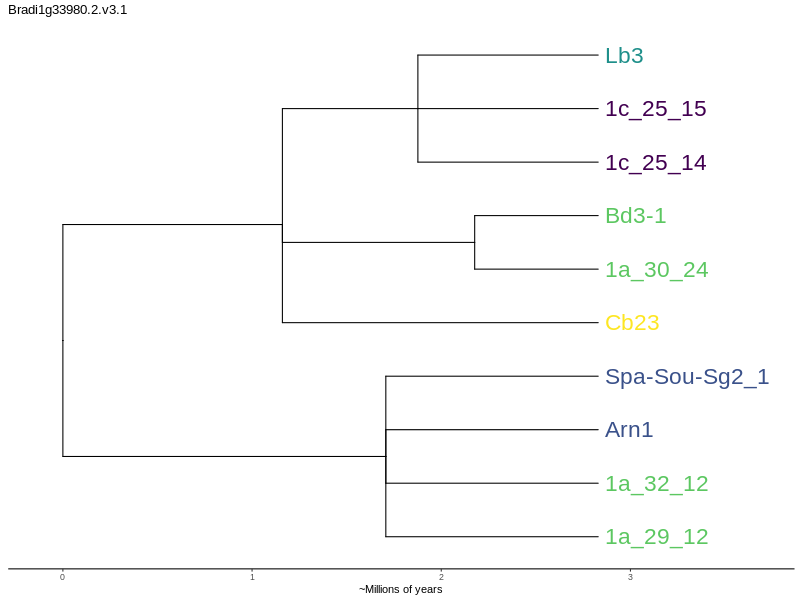 Bradi1g33980.2.v3.1
Lb3
1c_25_15
1c_25_14
Bd3-1
1a_30_24
Cb23
Spa-Sou-Sg2_1
Arn1
1a_32_12
1a_29_12
0 1 2 3
~Millions of years